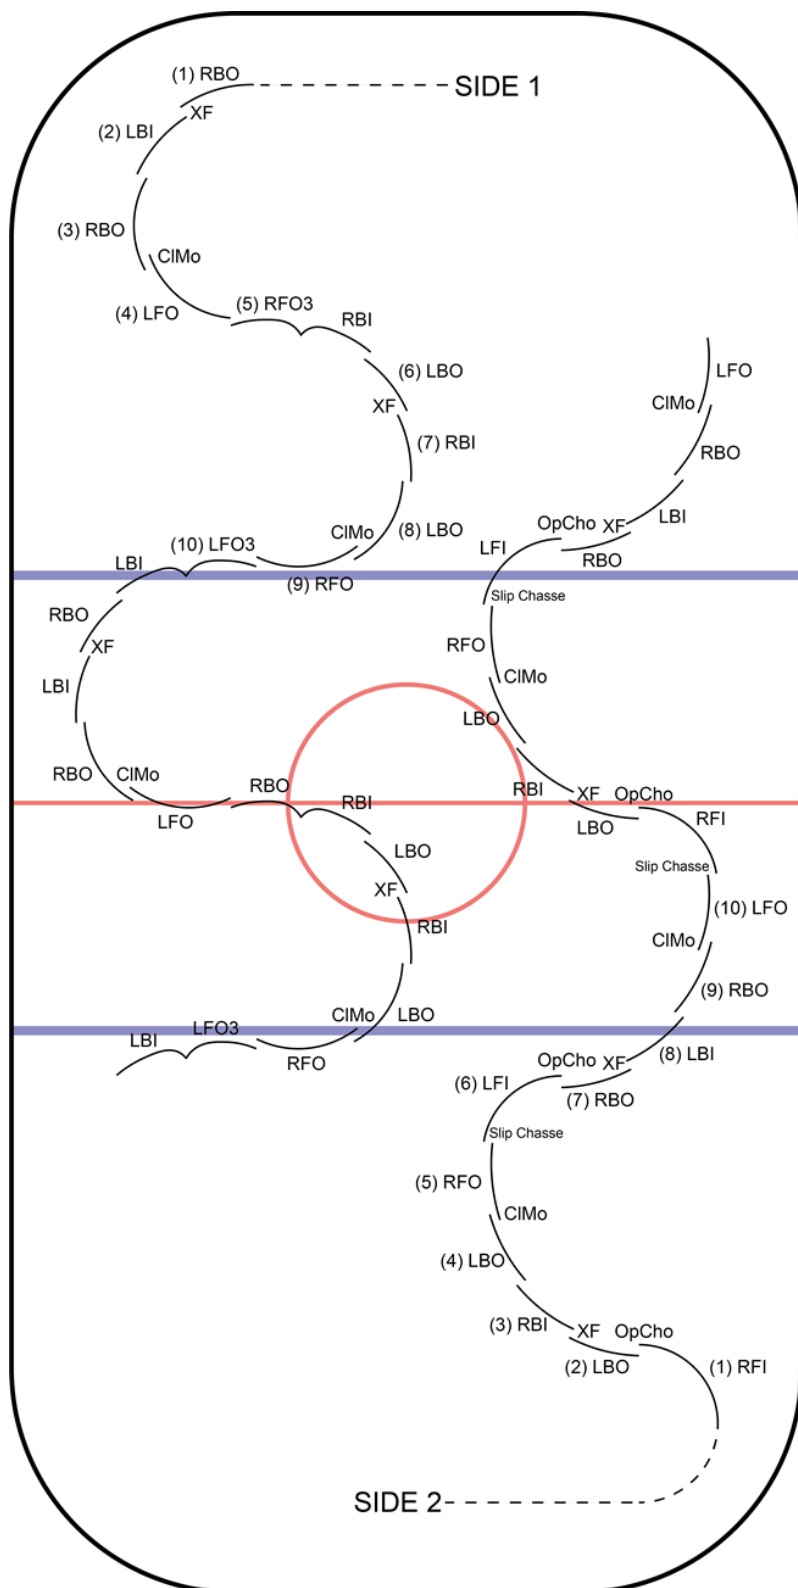 (1) RBO
SIDE 1
XF
(2) LBI
(3) RBO
ClMo
(4) LFO
(5) RFO3
RBI
(6) LBO
XF
(7) RBI
ClMo
(8) LBO
(9) RFO
(10) LFO3
LBI
RBO
XF
LBI
RBO
ClMo
LFO
RBO
RBI
LBO
XF
RBI
ClMo
LBO
RFO
LFO3
LBI
LFO
ClMo
RBO
LBI
XF
OpCho
RBO
LFI
Slip Chasse
RFO
ClMo
LBO
RBI
XF
OpCho
LBO
RFI
Slip Chasse
(10) LFO
ClMo
(9) RBO
(8) LBI
OpCho
XF
(7) RBO
(6) LFI
Slip Chasse
(5) RFO
ClMo
(4) LBO
(3) RBI
XF
OpCho
(2) LBO
(1) RFI
SIDE 2